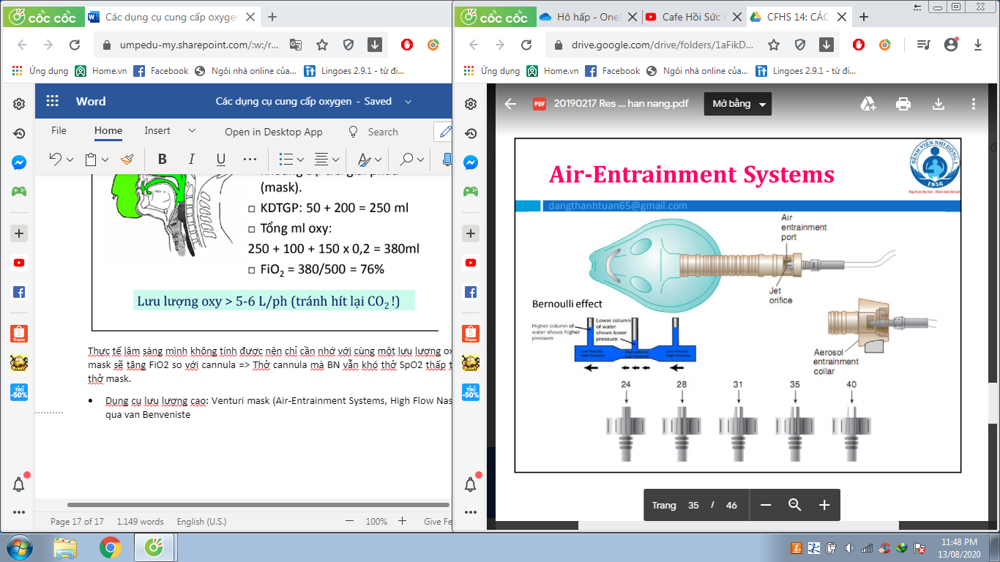 cốc cốc
Các dụng cụ cung cấp oxygen
umpedu-my.sharepoint.com/:w:/r...
Ứng dụng
Home.vn
Facebook
Ngôi nhà online của...
Lingoes 2.9.1 - từ đi...
Word
Các dụng cụ cung cấp oxygen - Saved
File
Home
Insert
Open in Desktop App
Search
B I U
(mask).
KDTGP: 50 + 200 = 250 ml
Tổng ml oxy:
250 + 100 + 150 x 0,2 = 380ml
FiO2 = 380/500 = 76%
Lưu lượng oxy > 5-6 L/ph (tránh hít lại CO2 !)
Thực tế lâm sàng mình không tính được nên chỉ cần nhớ với cùng một lưu lượng ox
mask sẽ tăng FiO2 so với cannula => Thở cannula mà BN vẫn khó thở SpO2 thấp t
thở mask.
Dụng cụ lưu lượng cao: Venturi mask (Air-Entrainment Systems, High Flow Nas
qua van Benveniste
Page 17 of 17
1.149 words
English (U.S.)
100%
Give Fe
Shopee
TIKI
-50%
cốc cốc
Hô hấp - OneI
Cafe Hồi Sức
CFHS 14: CÁC
drive.google.com/drive/folders/1aFikD...
Ứng dụng
Home.vn
Facebook
Ngôi nhà online của...
Lingoes 2.9.1 - từ đi...
PDF
20190217 Res ... han nang.pdf
Mở bằng
Air-Entrainment Systems
BỆNH VIỆN NHI ĐỒNG 1
1956
dangthanhtuan65@gmail.com
Air
entrainment
port
Jet
orifice
Bernoulli effect
Higher column of
water shows higher
pressure
Lower column
of water
shows lower
pressure
Low Velocity
High Pressure
High Velocity
Low Pressure
Low Velocity
High Pressure
Aerosol
entrainment
collar
24
28
31
35
40
Trang 35 / 46
Shopee
TIKI
-50%
11:48 PM
13/08/2020